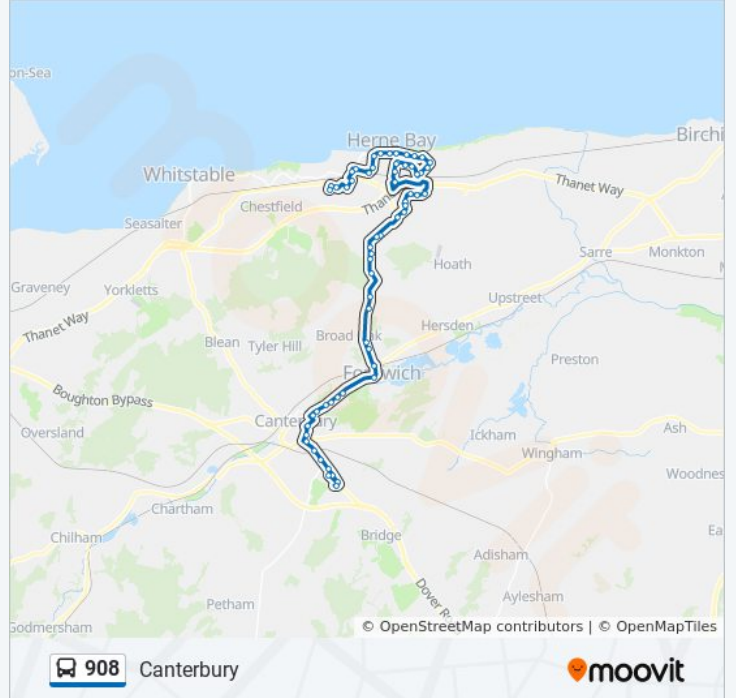 on-Sea
Herne Bay
Birchi
Whitstable
Thanet Way
Chestfield
Than
Seasalter
Sarre
Monkton
Hoath
Graveney
Yorkletts
Upstreet
Thanet Way
Hersden
Broad Oak
Blean
Tyler Hill
Preston
Fordwich
Boughton Bypass
Canterbury
Ash
Oversland
Ickham
Wingham
Woodnes
Chartham
Ea
Chilham
Bridge
Adisham
Aylesham
Petham
Dover Ro
Godmersham
© OpenStreetMap contributors | © OpenMapTiles
908 Canterbury
moovit